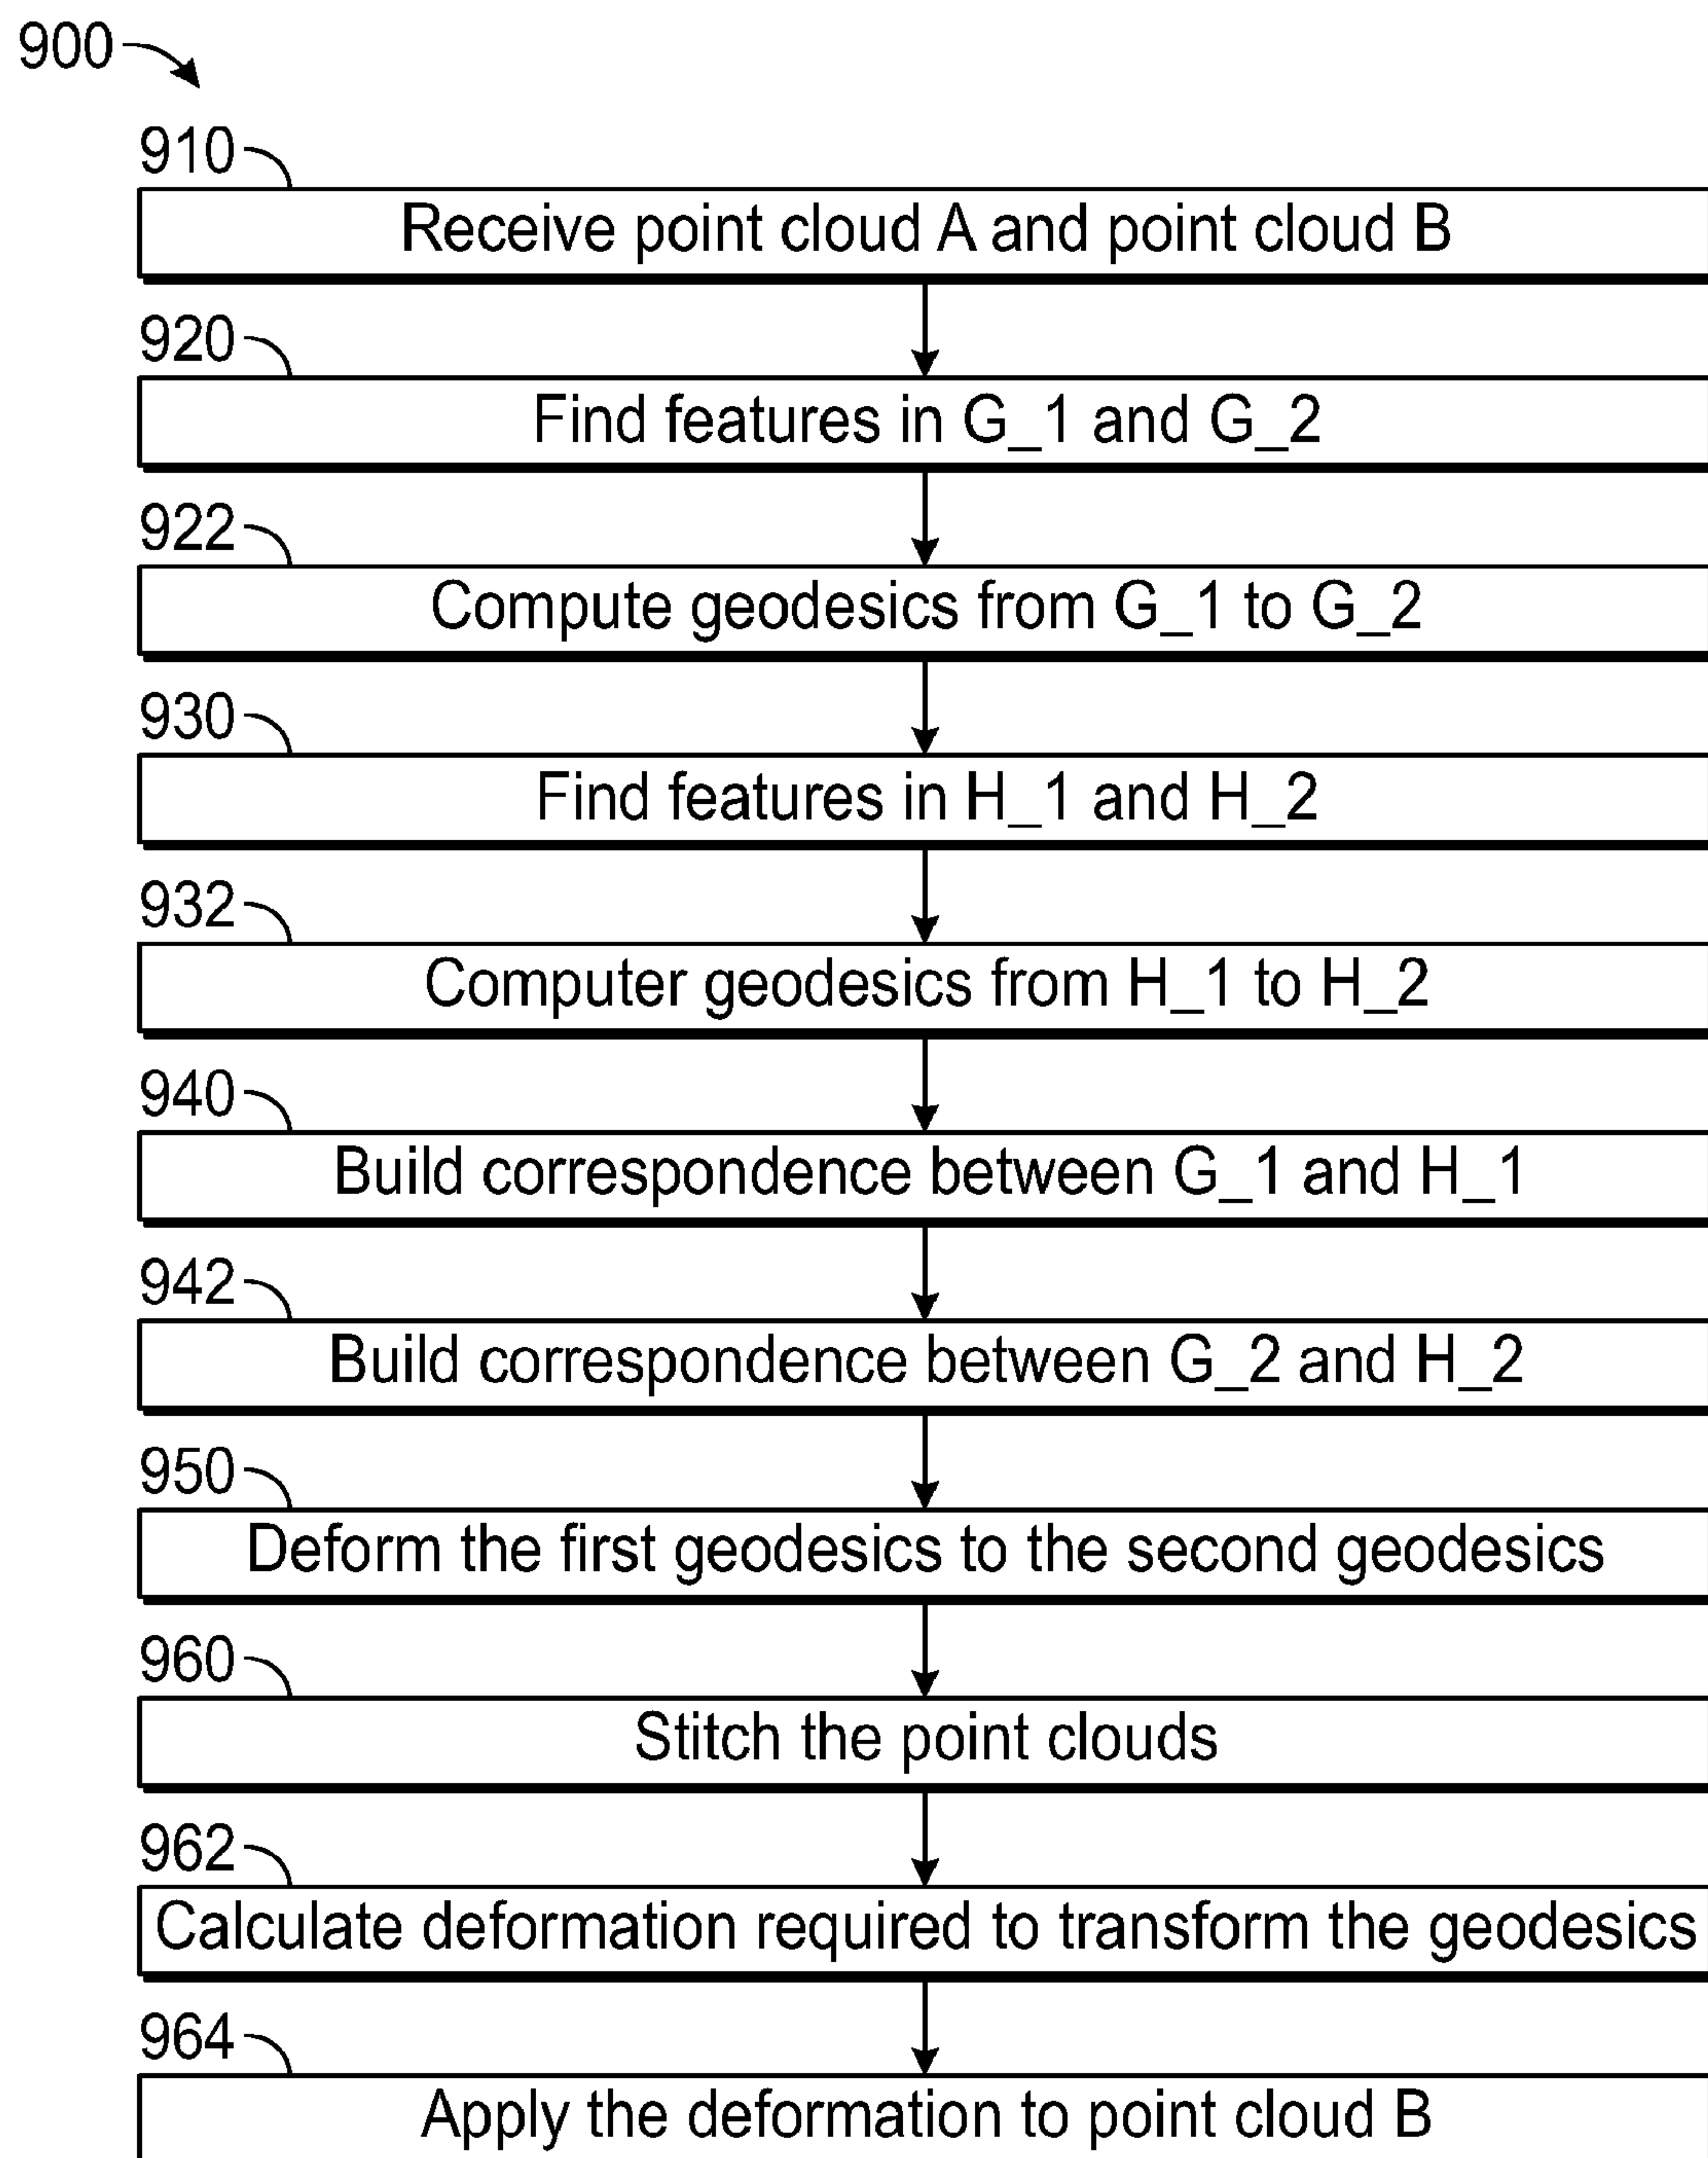 900
910
Receive point cloud A and point cloud B
920
Find features in G_1 and G_2
922
Compute geodesics from G_1 to G_2
930
Find features in H_1 and H_2
932
Computer geodesics from H_1 to H_2
940
Build correspondence between G_1 and H_1
942
Build correspondence between G_2 and H_2
950
Deform the first geodesics to the second geodesics
960
Stitch the point clouds
962
Calculate deformation required to transform the geodesics
964
Apply the deformation to point cloud B